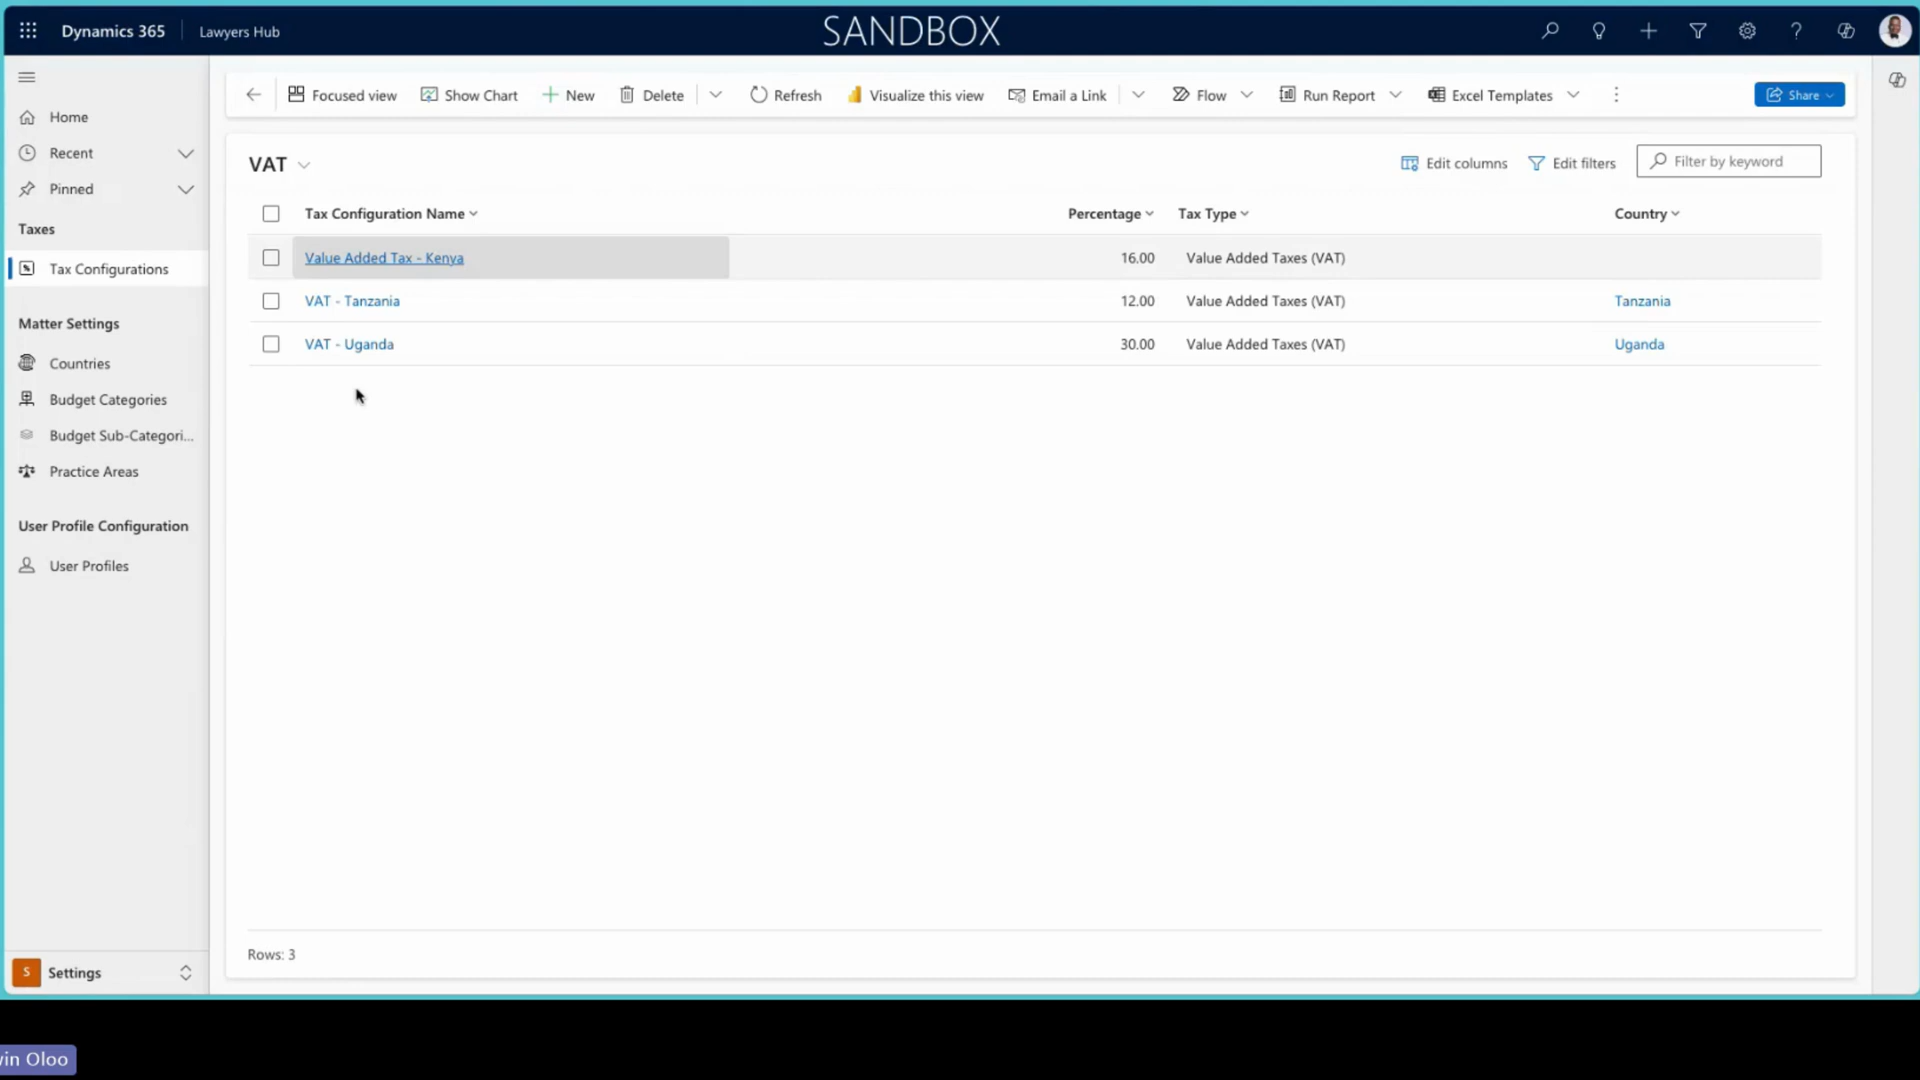 Dynamics 365 Lawyers Hub SANDBOX
Focused view Show Chart New Delete Refresh Visualize this view Email a Link Flow Run Report Excel Templates Share
Home
Recent
Pinned
Taxes
Tax Configurations
Matter Settings
Countries
Budget Categories
Budget Sub-Categori...
Practice Areas
User Profile Configuration
User Profiles
S Settings
VAT Edit columns Edit filters Filter by keyword
Tax Configuration Name Percentage Tax Type Country
Value Added Tax - Kenya 16.00 Value Added Taxes (VAT)
VAT - Tanzania 12.00 Value Added Taxes (VAT) Tanzania
VAT - Uganda 30.00 Value Added Taxes (VAT) Uganda
Rows: 3
vin Oloo